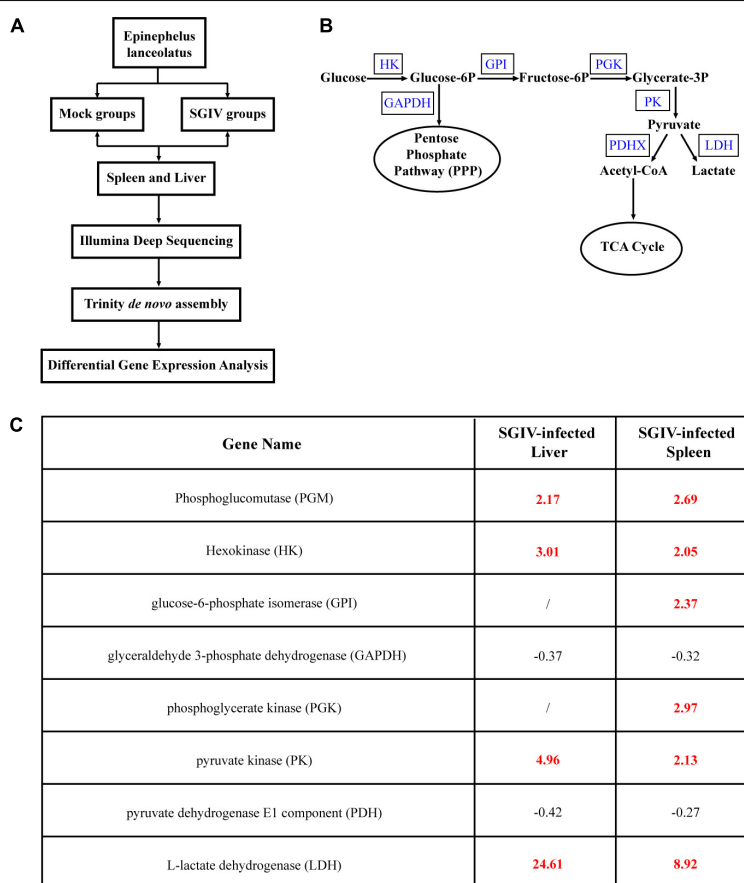 A
Epinephelus
lanceolatus
Mock groups
SGIV groups
Spleen and Liver
Illumina Deep Sequencing
Trinity de novo assembly
Differential Gene Expression Analysis
B
HK
GPI
PGK
Glucose
Glucose-6P
Fructose-6P
Glycerate-3P
GAPDH
PK
Pentose
Phosphate
Pathway (PPP)
Pyruvate
PDHX
LDH
Acetyl-CoA
Lactate
TCA Cycle
C
Gene Name
SGIV-infected
Liver
SGIV-infected
Spleen
Phosphoglucomutase (PGM)
2.17
2.69
Hexokinase (HK)
3.01
2.05
glucose-6-phosphate isomerase (GPI)
/
2.37
glyceraldehyde 3-phosphate dehydrogenase (GAPDH)
-0.37
-0.32
phosphoglycerate kinase (PGK)
/
2.97
pyruvate kinase (PK)
4.96
2.13
pyruvate dehydrogenase E1 component (PDH)
-0.42
-0.27
L-lactate dehydrogenase (LDH)
24.61
8.92